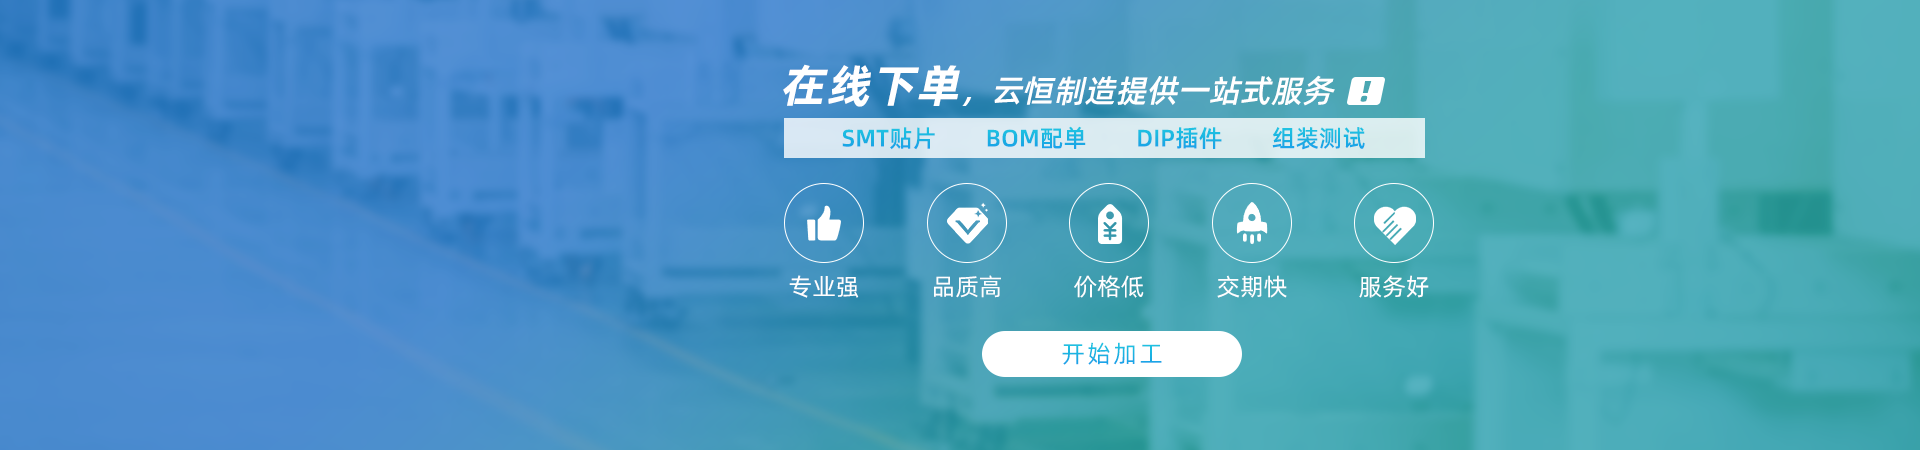 在线下单，云恒制造提供一站式服务！
SMT贴片 BOM配单 DIP插件 组装测试
专业强 品质高 价格低 交期快 服务好
开始加工